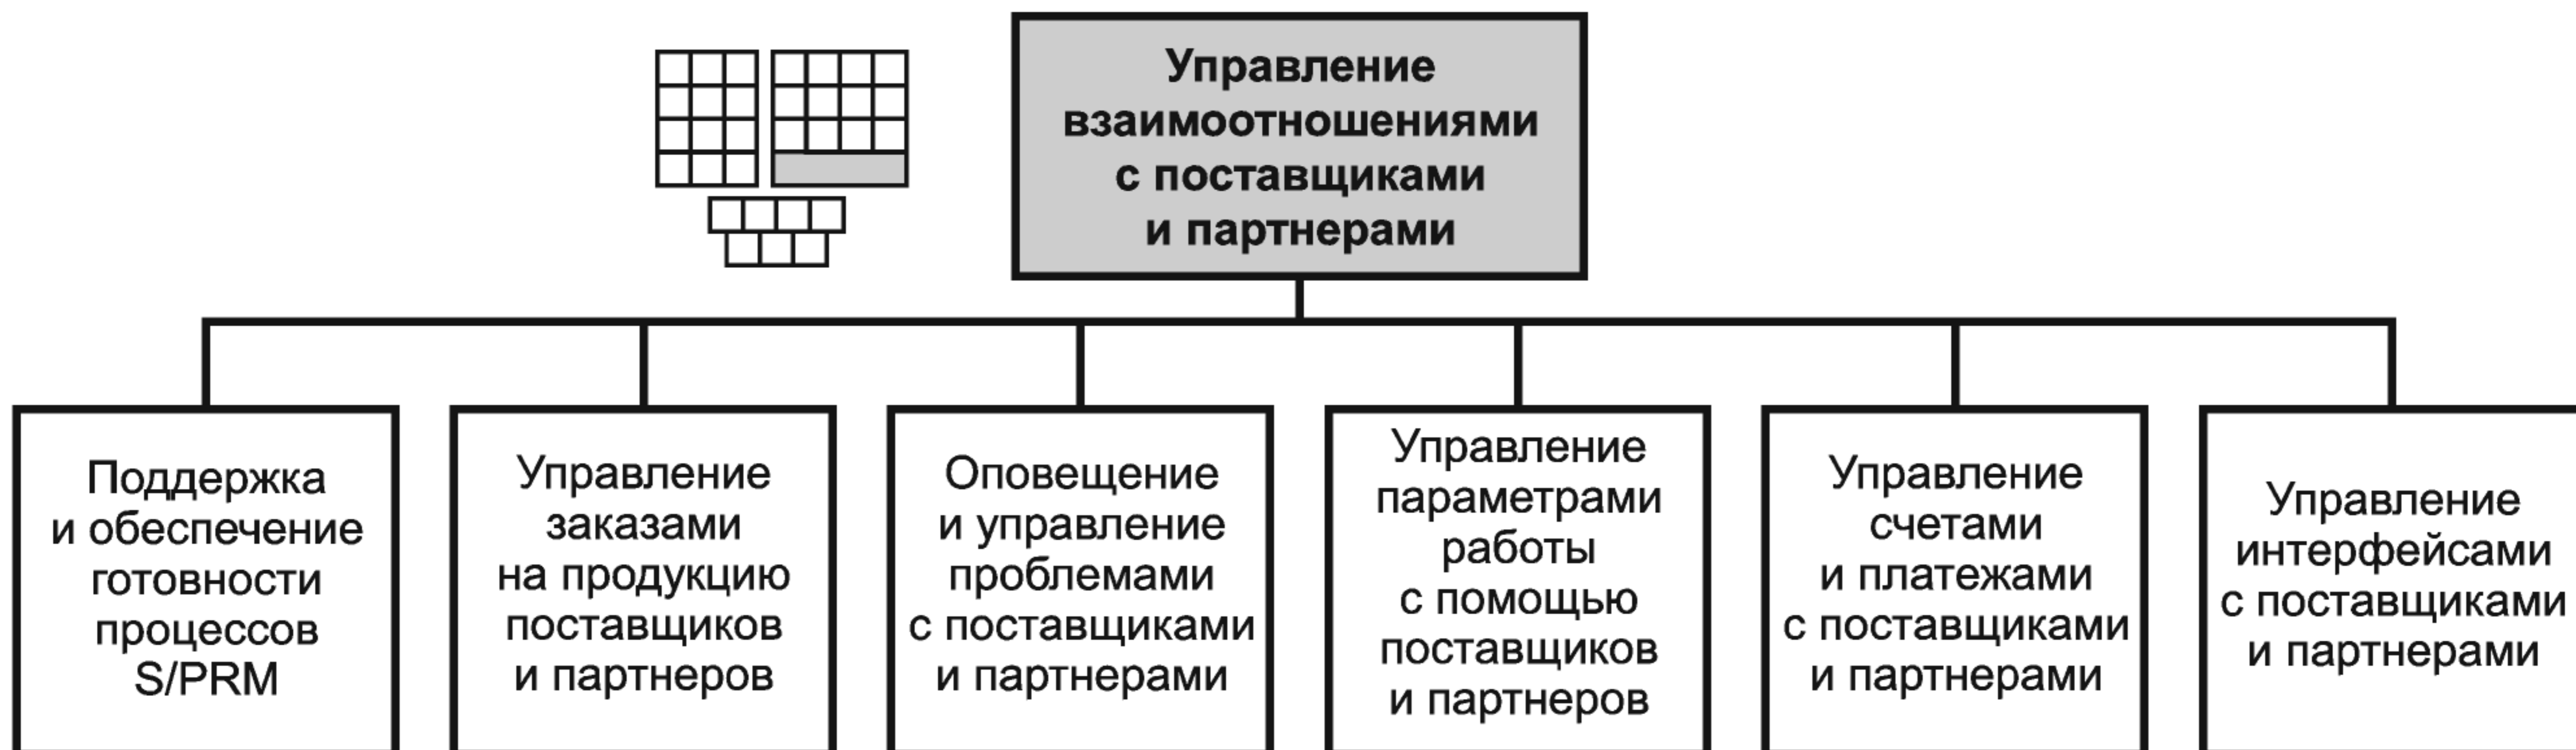 Управление
взаимоотношениями
с поставщиками
и партнерами
Поддержка
и обеспечение
готовности
процессов
S/PRM
Управление
заказами
на продукцию
поставщиков
и партнеров
Оповещение
и управление
проблемами
с поставщиками
и партнерами
Управление
параметрами
работы
с помощью
поставщиков
и партнеров
Управление
счетами
и платежами
с поставщиками
и партнерами
Управление
интерфейсами
с поставщиками
и партнерами